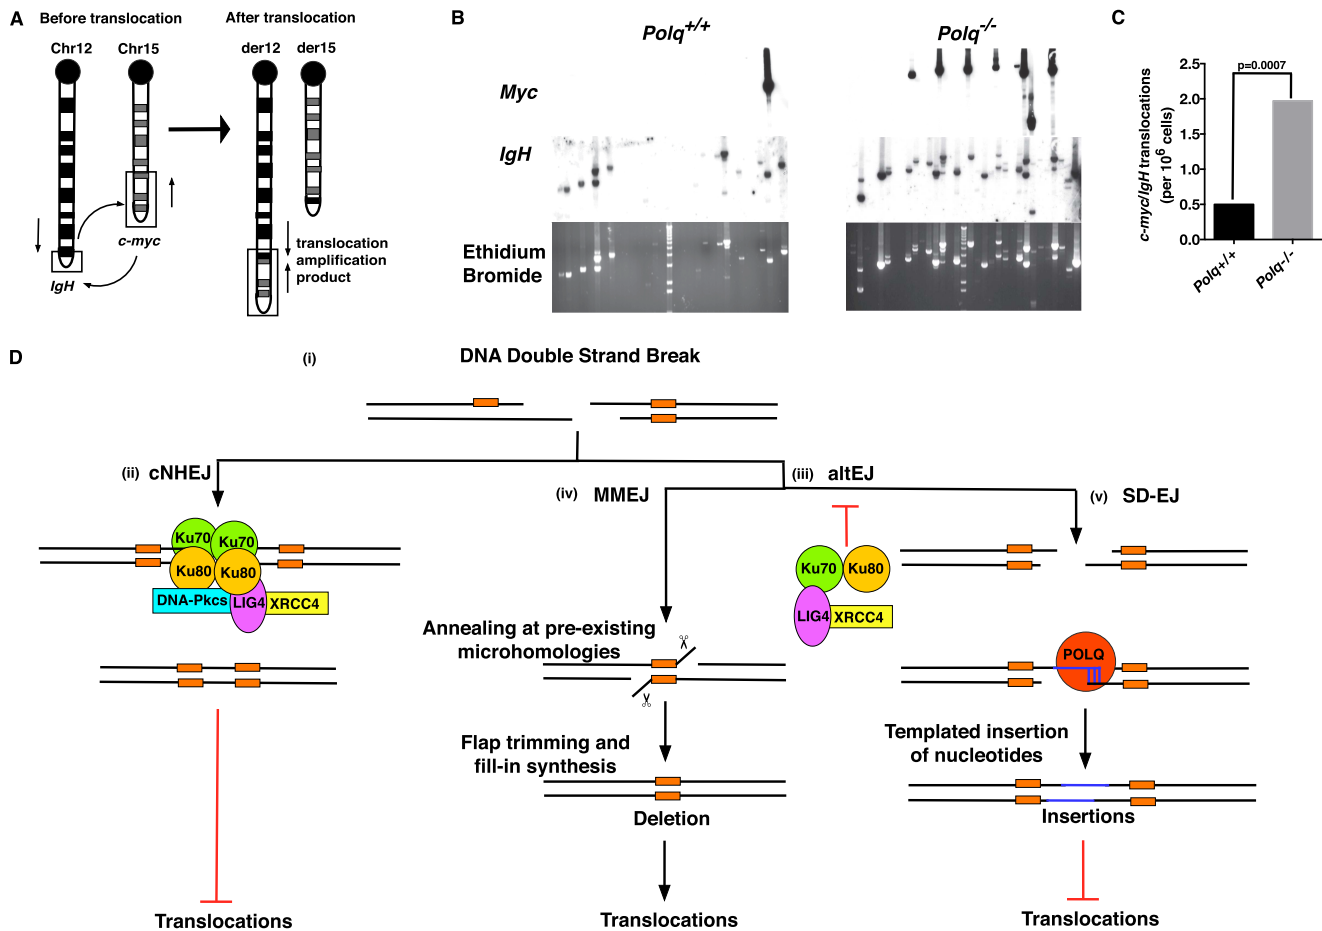 A
Before translocation
After translocation
Chr12
Chr15
der12
der15
c-myc
IgH
translocation
amplification
product
B
Polq+/+
Polq-/-
Myc
IgH
Ethidium
Bromide
C
p=0.0007
c-myc/IgH translocations
(per 10^6 cells)
2.5
2.0
1.5
1.0
0.5
0.0
Polq+/+
Polq-/-
D
(i)
DNA Double Strand Break
(ii) cNHEJ
(iii) altEJ
(iv) MMEJ
(v) SD-EJ
Ku70
Ku70
Ku80
Ku80
DNA-Pkcs
LIG4
XRCC4
Ku70
Ku80
LIG4
XRCC4
Annealing at pre-existing
microhomologies
POLQ
Flap trimming and
fill-in synthesis
Templated insertion
of nucleotides
Deletion
Insertions
Translocations
Translocations
Translocations